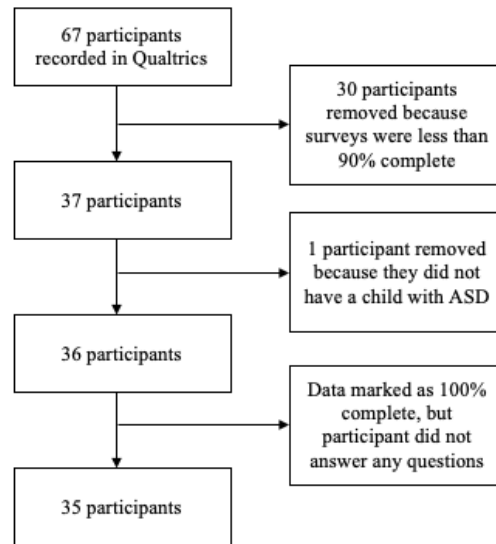 67 participants
recorded in Qualtrics
30 participants
removed because
surveys were less than
90% complete
37 participants
1 participant removed
because they did not
have a child with ASD
36 participants
Data marked as 100%
complete, but
participant did not
answer any questions
35 participants